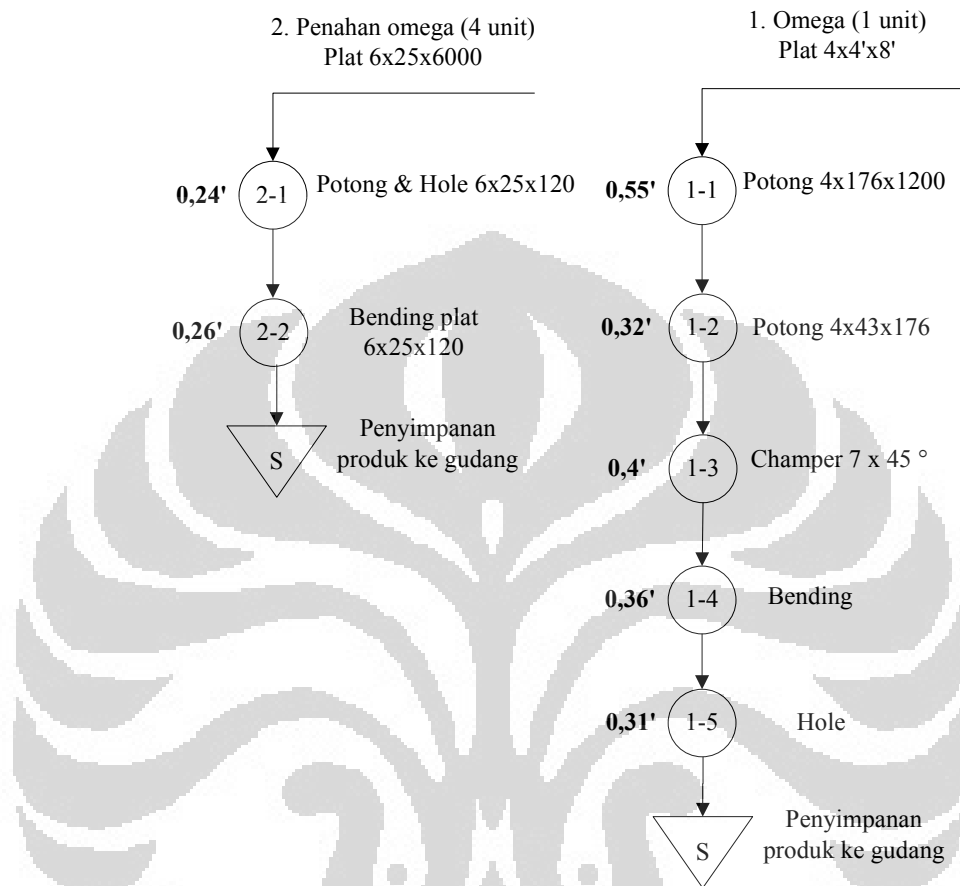 2. Penahan omega (4 unit)
Plat 6x25x6000
0,24'
2-1
Potong & Hole 6x25x120
0,26'
2-2
Bending plat
6x25x120
S
Penyimpanan
produk ke gudang
1. Omega (1 unit)
Plat 4x4'x8'
0,55'
1-1
Potong 4x176x1200
0,32'
1-2
Potong 4x43x176
0,4'
1-3
Champer 7 x 45 °
0,36'
1-4
Bending
0,31'
1-5
Hole
S
Penyimpanan
produk ke gudang